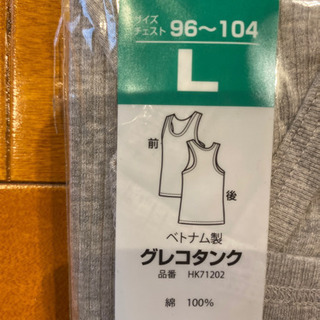 サイズ
チェスト 96～104
L
前
後
ベトナム製
グレコタンク
品番 HK71202
綿 100%